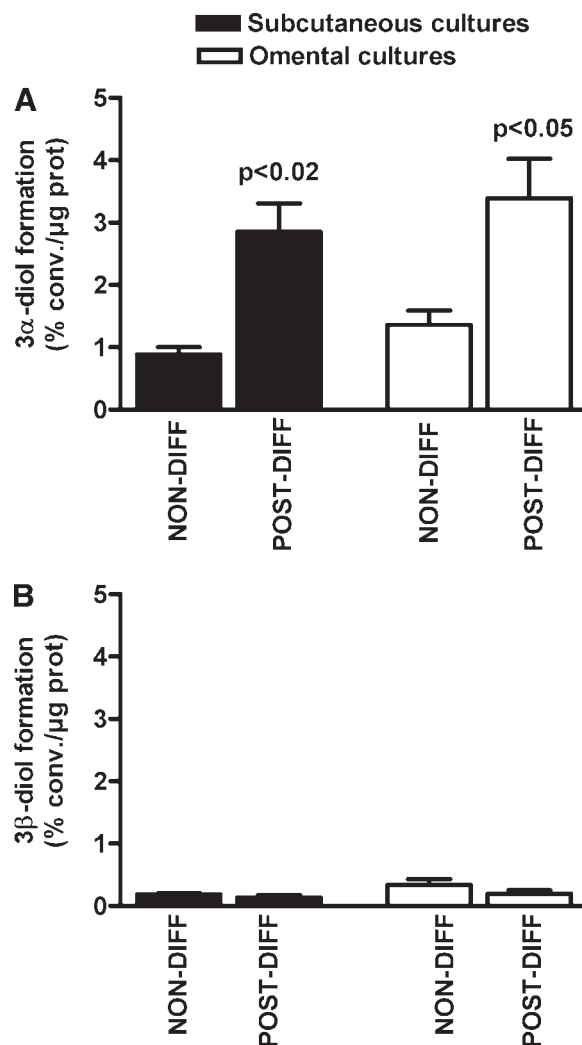 Subcutaneous cultures
Omental cultures
A
3α-diol formation
(% conv./µg prot)
5
4
3
2
1
0
p<0.02
p<0.05
NON-DIFF
POST-DIFF
NON-DIFF
POST-DIFF
B
3β-diol formation
(% conv./µg prot)
5
4
3
2
1
0
NON-DIFF
POST-DIFF
NON-DIFF
POST-DIFF